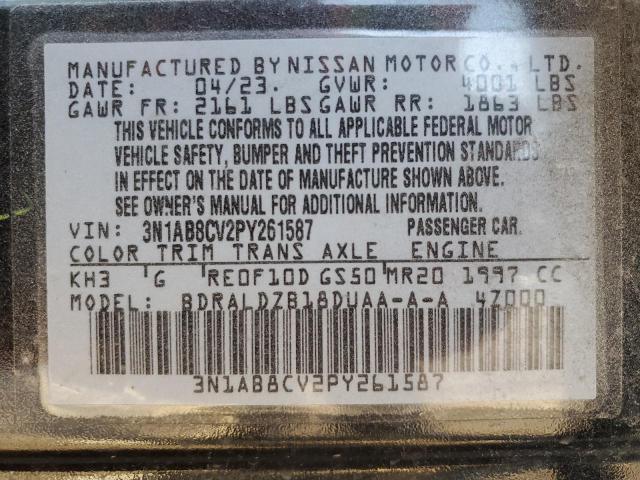 MANUFACTURED BY NISSAN MOTOR CO., LTD.
DATE: 04/23. GVWR: 4001 LBS
GAWR FR: 2161 LBS GAWR RR: 1863 LBS
THIS VEHICLE CONFORMS TO ALL APPLICABLE FEDERAL MOTOR
VEHICLE SAFETY, BUMPER AND THEFT PREVENTION STANDARDS
IN EFFECT ON THE DATE OF MANUFACTURE SHOWN ABOVE.
SEE OWNER'S MANUAL FOR ADDITIONAL INFORMATION.
VIN: 3N1AB8CV2PY261587 PASSENGER CAR.
COLOR TRIM TRANS AXLE ENGINE
KH3 G RE0F10D GS50 MR20 1997 CC
MODEL: BDRALDZB18DUAA-A-A 4Z000
3N1AB8CV2PY261587